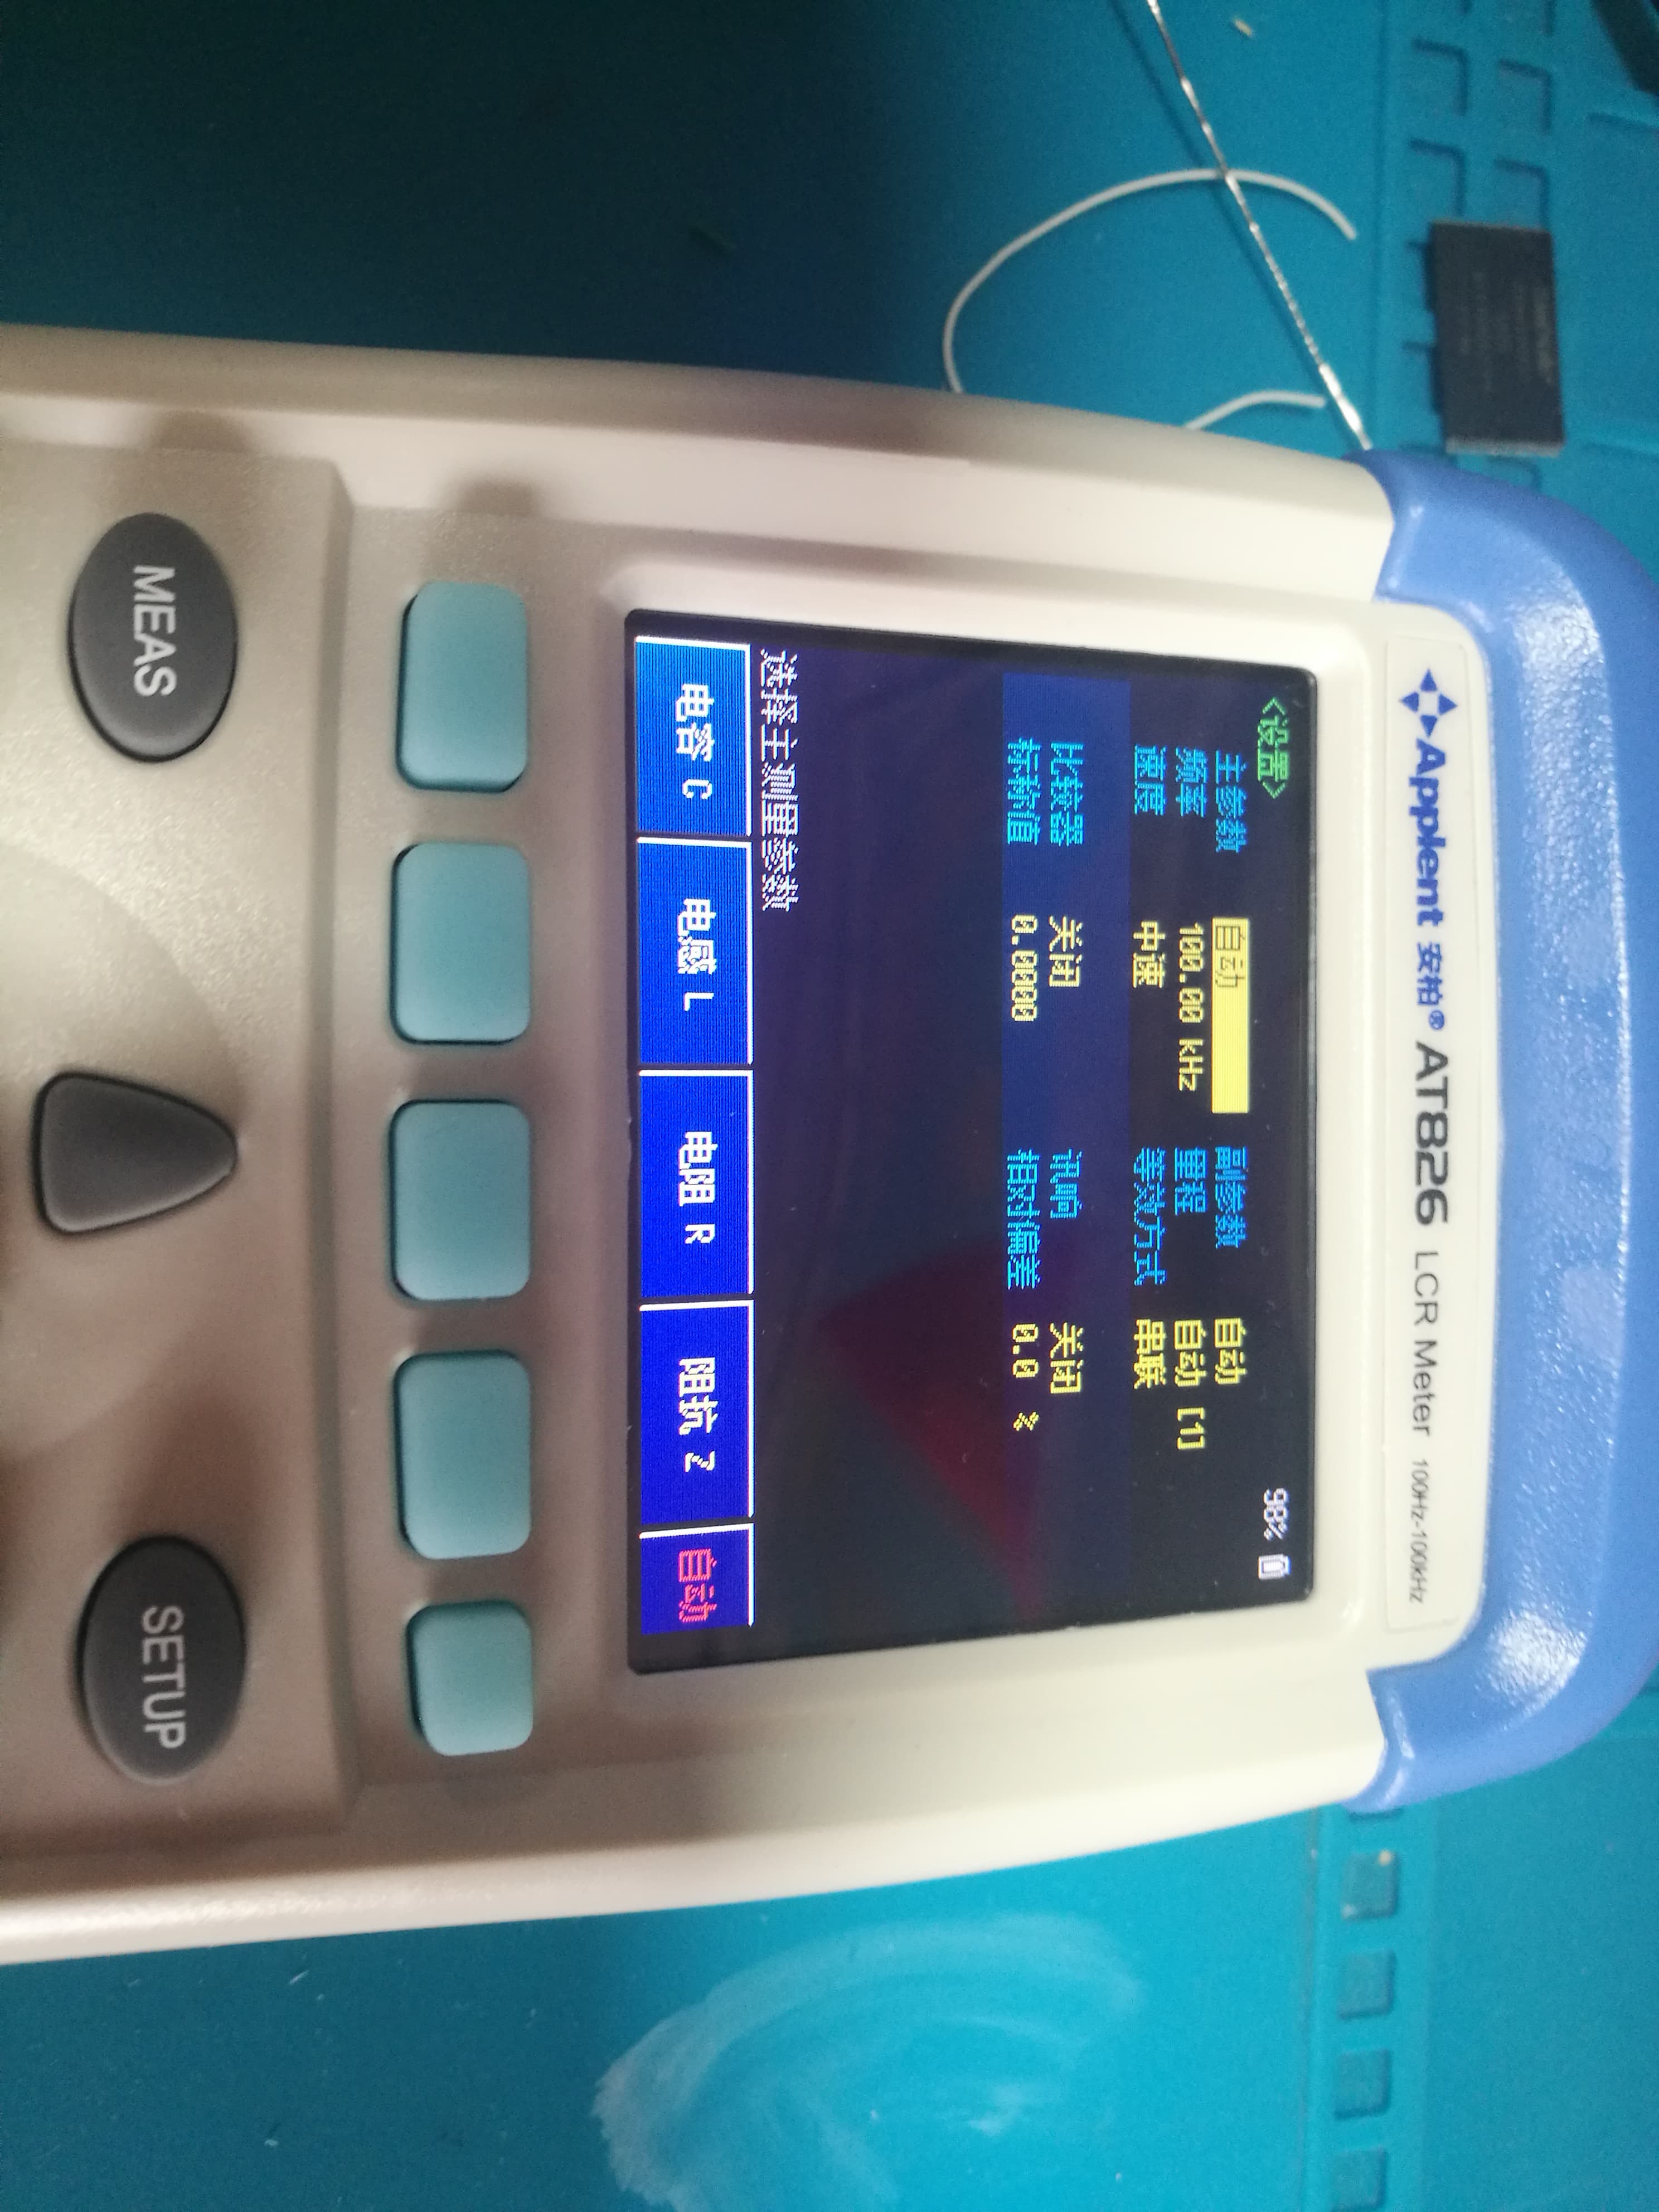 Applent 安柏® AT826 LCR Meter 100Hz-100kHz
<设置> 98%
主参数 自动 副参数 自动
频率 100.00 kHz 量程 自动 [1]
速度 中速 等效方式 串联
比较器 关闭 讯响 关闭
标称值 0.0000 相对偏差 0.0 %
选择主测量参数
电容 C 电感 L 电阻 R 阻抗 Z 自动
MEAS SETUP